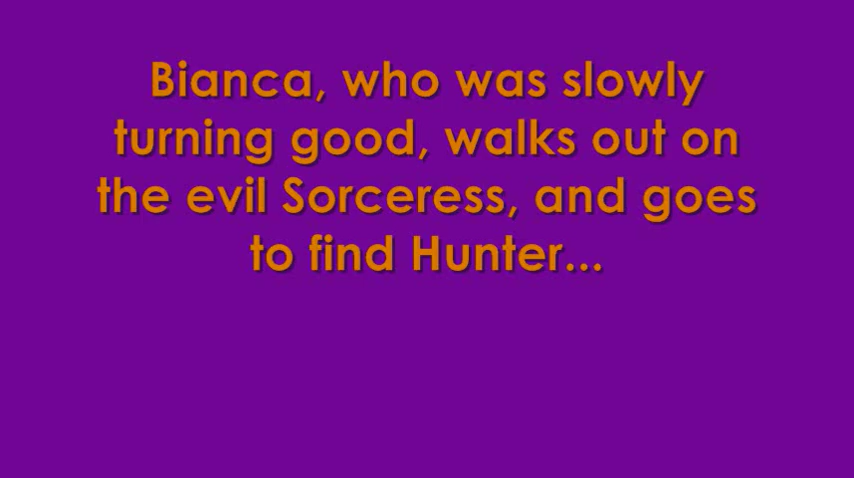 Bianca, who was slowly
turning good, walks out on
the evil Sorceress, and goes
to find Hunter...